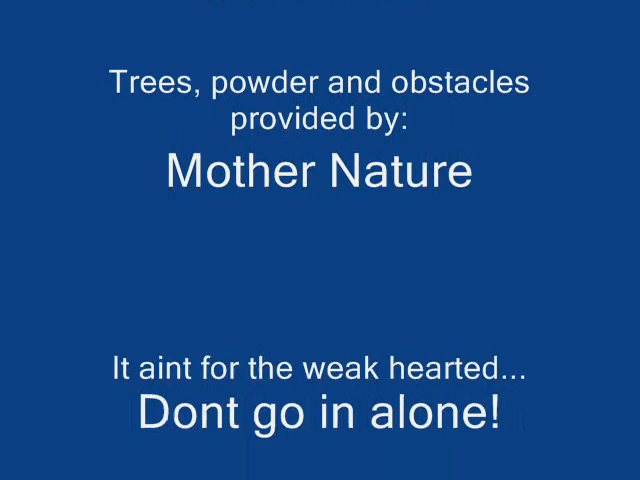 Trees, powder and obstacles
provided by:
Mother Nature
It aint for the weak hearted...
Dont go in alone!